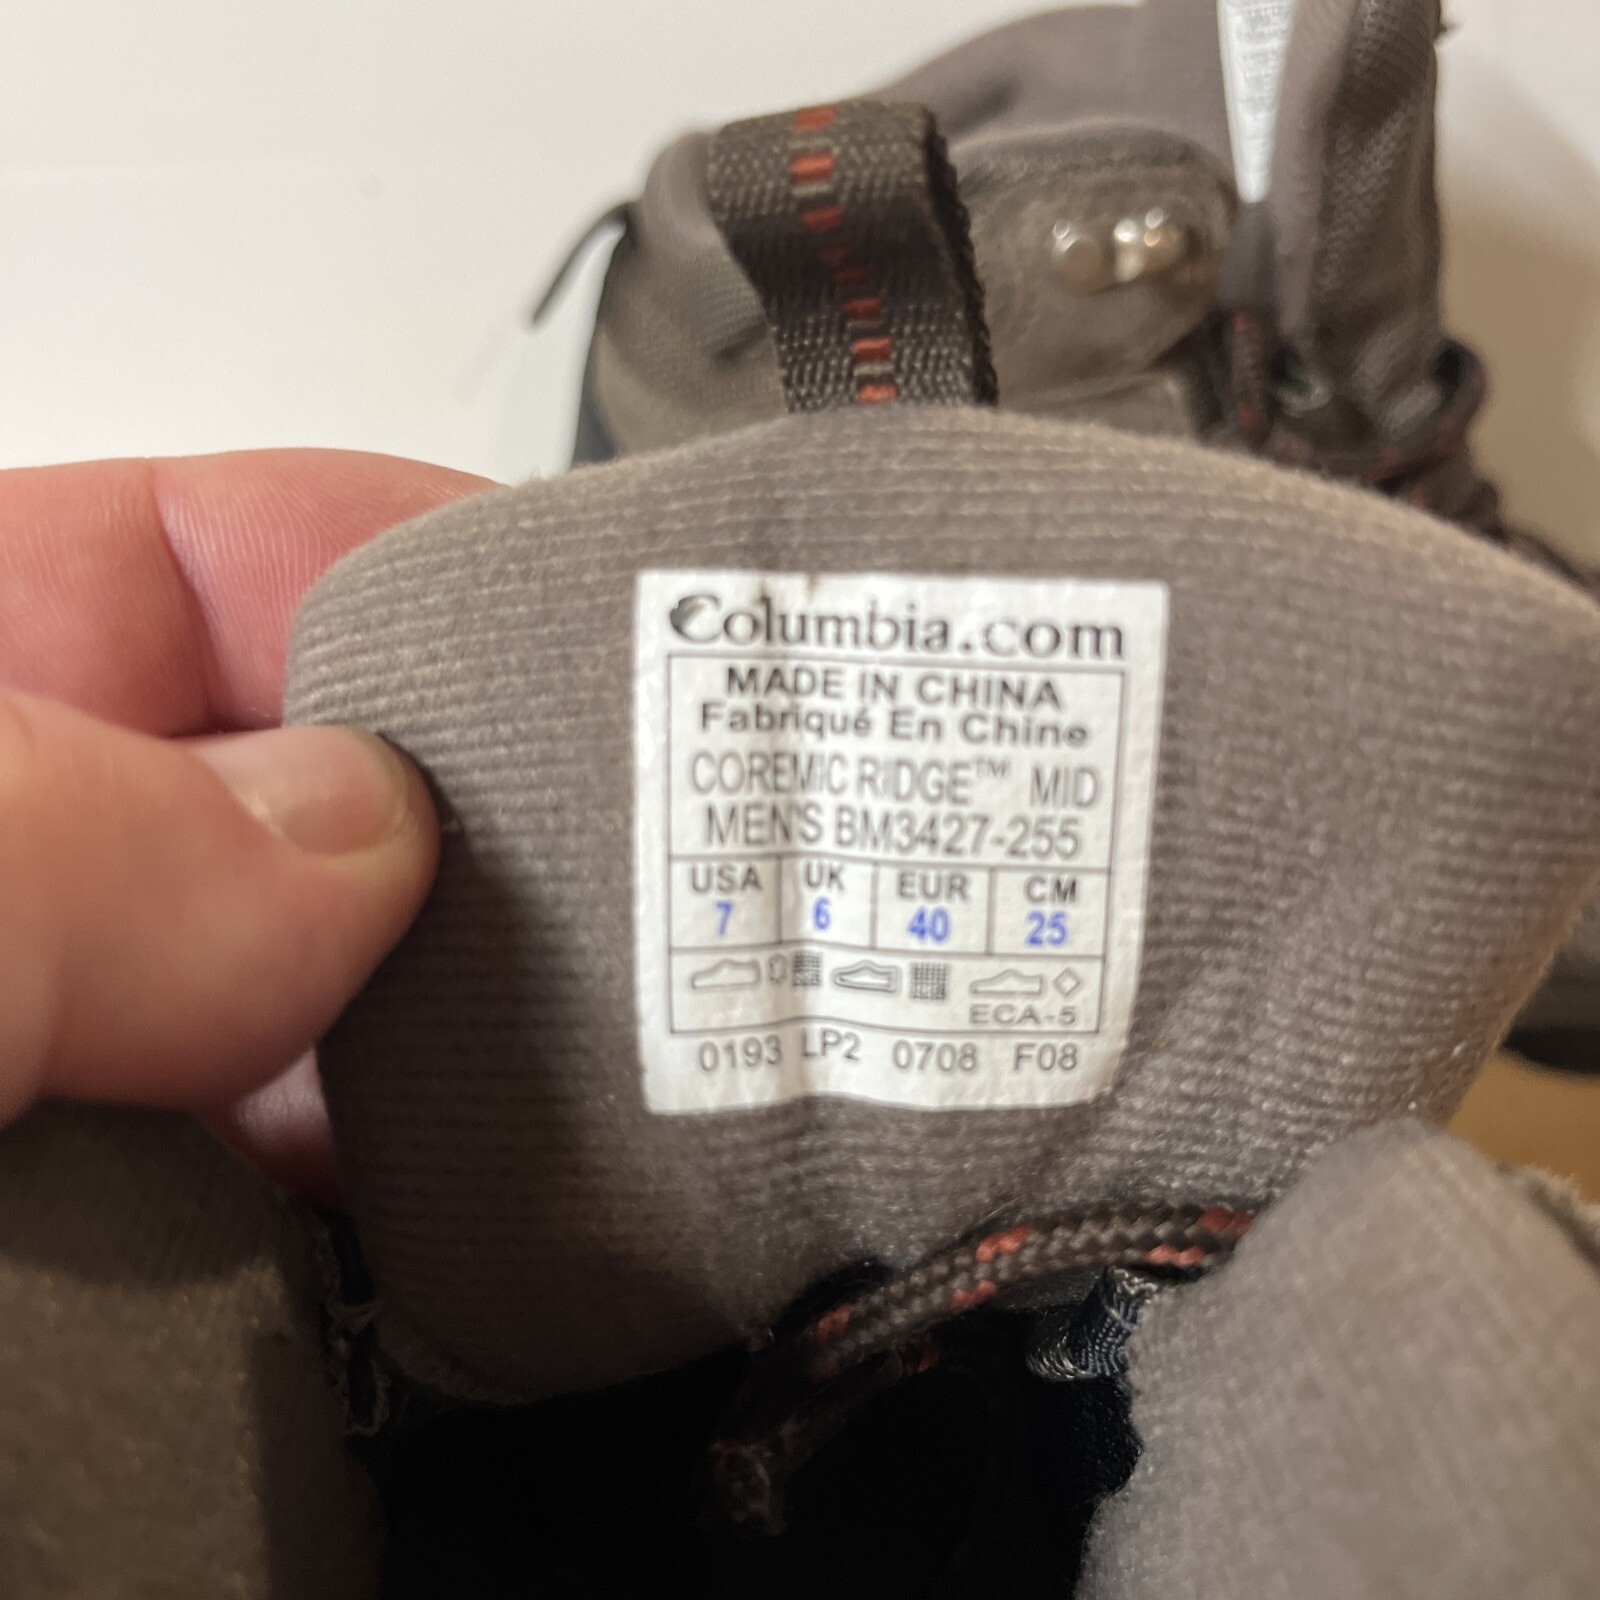 Columbia.com
MADE IN CHINA
Fabriqué En Chine
COREMIC RIDGE™ MID
MEN'S BM3427-255
USA UK EUR CM
7 6 40 25
ECA-5
0193 LP2 0708 F08